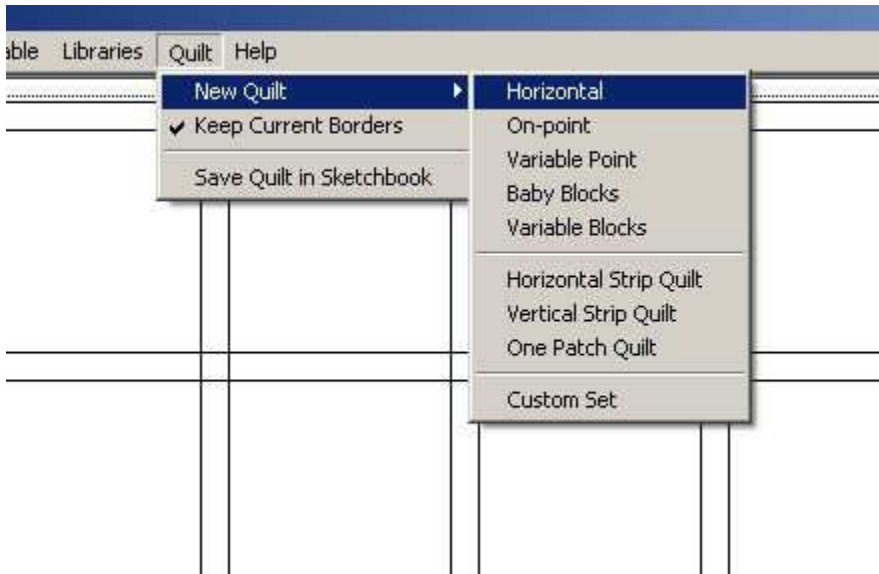 Libraries Quilt Help
New Quilt
Keep Current Borders
Save Quilt in Sketchbook
Horizontal
On-point
Variable Point
Baby Blocks
Variable Blocks
Horizontal Strip Quilt
Vertical Strip Quilt
One Patch Quilt
Custom Set